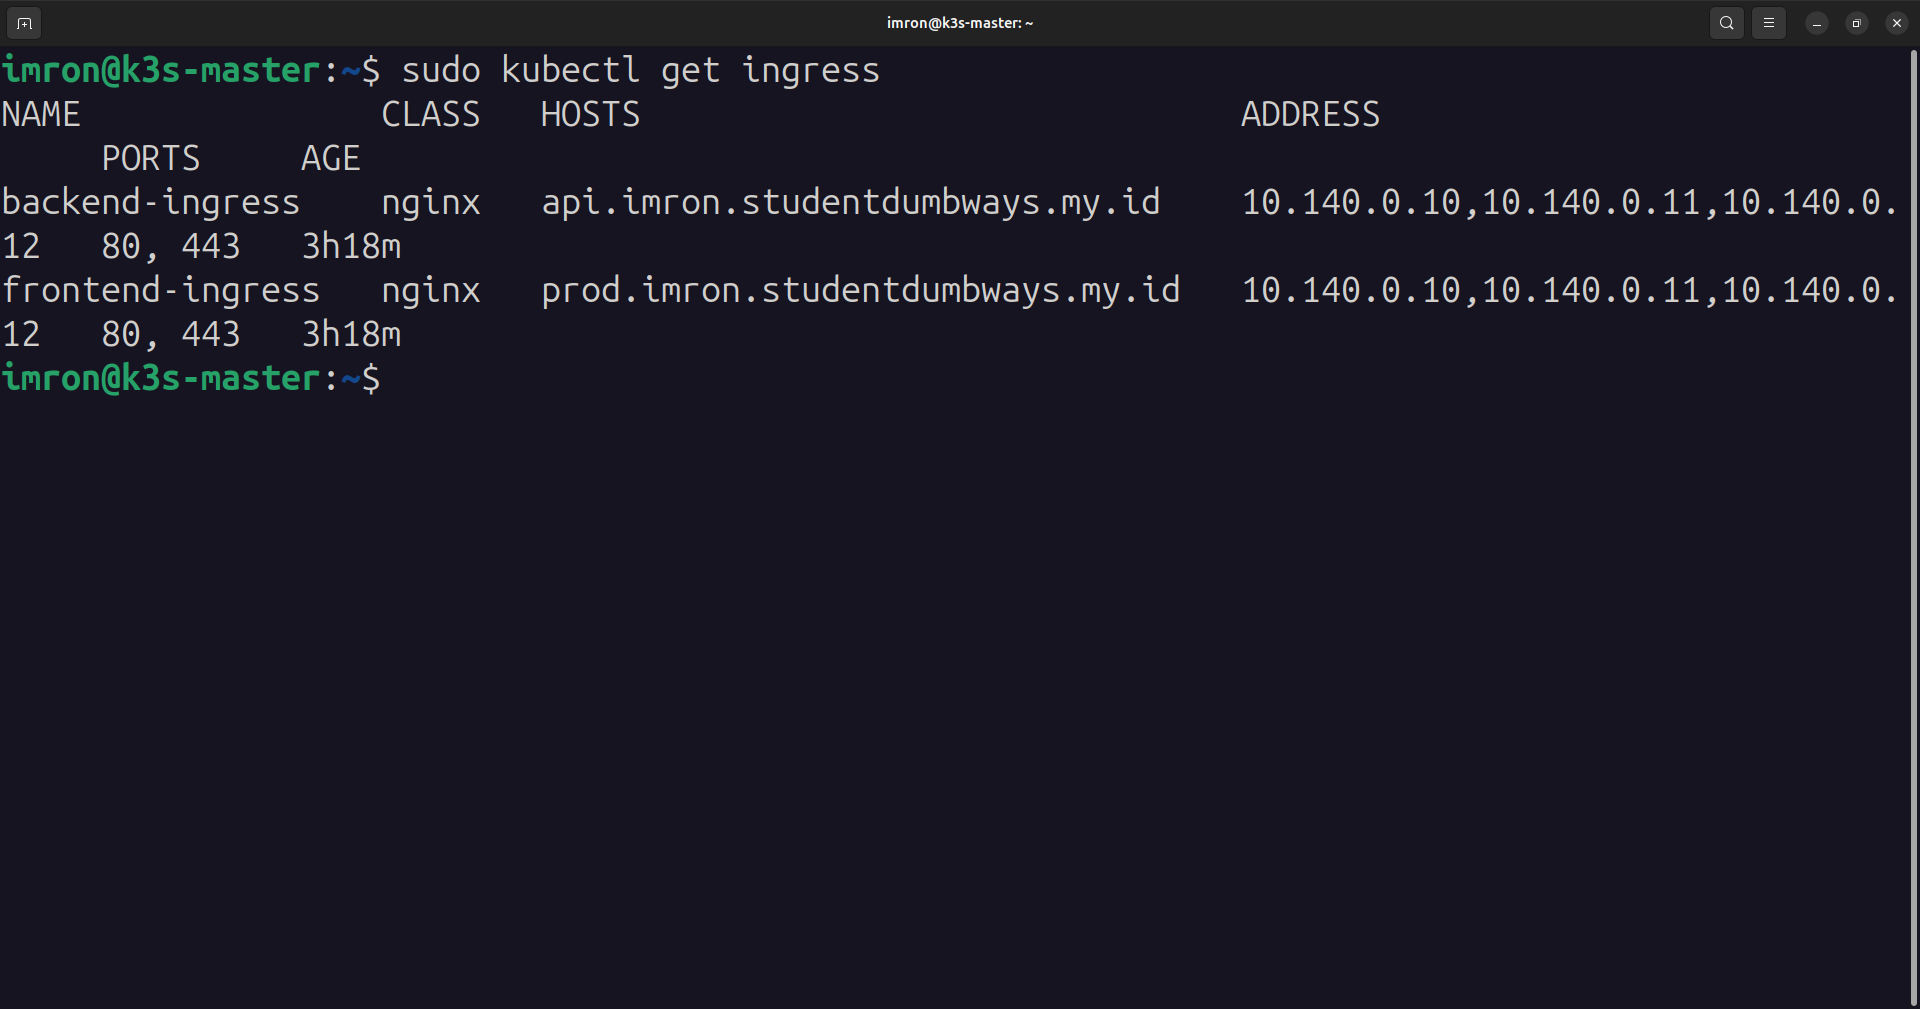 imron@k3s-master: ~
imron@k3s-master:~$ sudo kubectl get ingress
NAME               CLASS   HOSTS                              ADDRESS
     PORTS     AGE
backend-ingress    nginx   api.imron.studentdumbways.my.id    10.140.0.10,10.140.0.11,10.140.0.
12   80, 443   3h18m
frontend-ingress   nginx   prod.imron.studentdumbways.my.id   10.140.0.10,10.140.0.11,10.140.0.
12   80, 443   3h18m
imron@k3s-master:~$